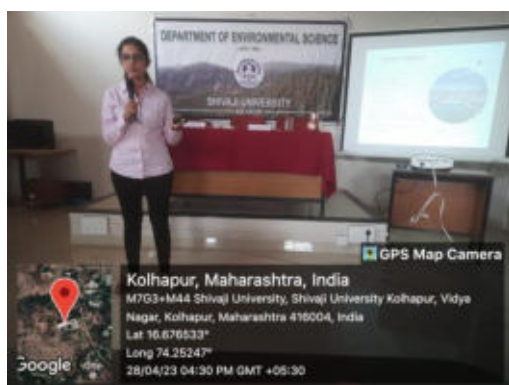 DEPARTMENT OF ENVIRONMENTAL SCIENCE
SHIVAJI UNIVERSITY
GPS Map Camera
Kolhapur, Maharashtra, India
M7G3+M44 Shivaji University, Shivaji University Kolhapur, Vidya
Nagar, Kolhapur, Maharashtra 416004, India
Lat 16.676533°
Long 74.25247°
28/04/23 04:30 PM GMT +05:30
Google